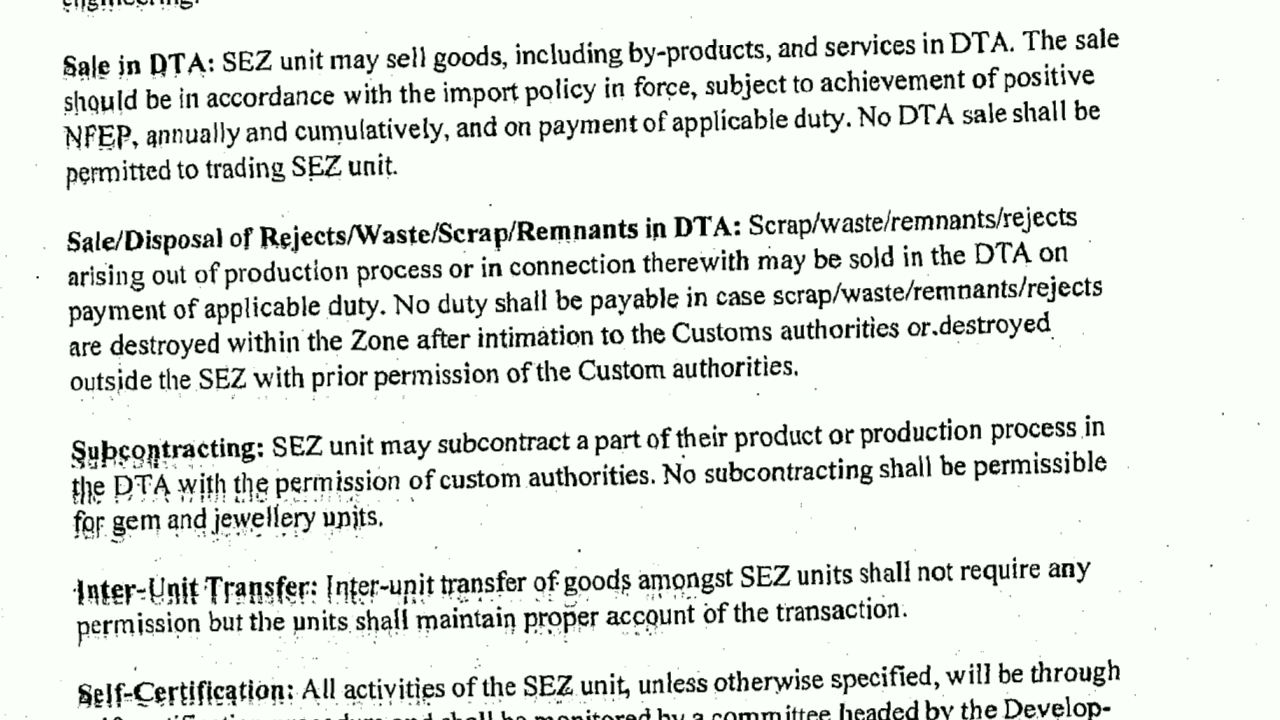 engineering.
Sale in DTA: SEZ unit may sell goods, including by-products, and services in DTA. The sale
should be in accordance with the import policy in force, subject to achievement of positive
NFEP, annually and cumulatively, and on payment of applicable duty. No DTA sale shall be
permitted to trading SEZ unit.
Sale/Disposal of Rejects/Waste/Scrap/Remnants in DTA: Scrap/waste/remnants/rejects
arising out of production process or in connection therewith may be sold in the DTA on
payment of applicable duty. No duty shall be payable in case scrap/waste/remnants/rejects
are destroyed within the Zone after intimation to the Customs authorities or.destroyed
outside the SEZ with prior permission of the Custom authorities.
Subcontracting: SEZ unit may subcontract a part of their product or production process in
the DTA with the permission of custom authorities. No subcontracting shall be permissible
for gem and jewellery units.
Inter-Unit Transfer: Inter-unit transfer of goods amongst SEZ units shall not require any
permission but the units shall maintain proper account of the transaction.
Self-Certification: All activities of the SEZ unit, unless otherwise specified, will be through
shall be monitored by a committee headed by the Develop-